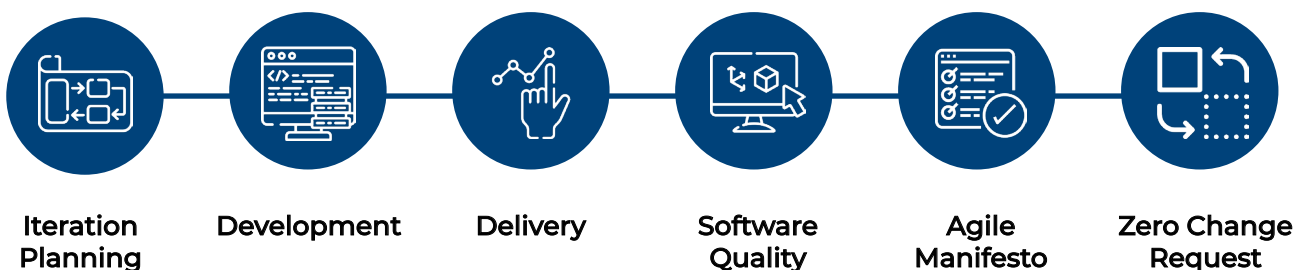 Iteration
Planning
Development
Delivery
Software
Quality
Agile
Manifesto
Zero Change
Request